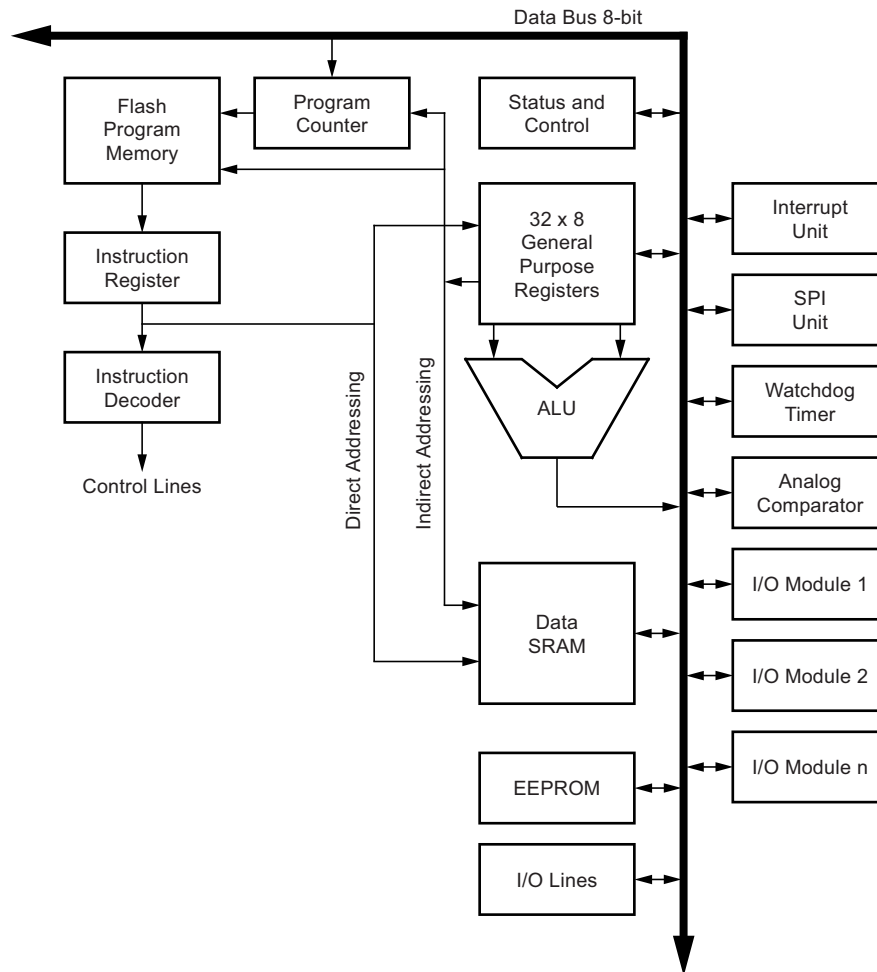 Data Bus 8-bit
Flash
Program
Memory
Program
Counter
Status and
Control
32 x 8
General
Purpose
Registers
Interrupt
Unit
Instruction
Register
SPI
Unit
Instruction
Decoder
ALU
Watchdog
Timer
Control Lines
Direct Addressing
Indirect Addressing
Analog
Comparator
I/O Module 1
Data
SRAM
I/O Module 2
I/O Module n
EEPROM
I/O Lines